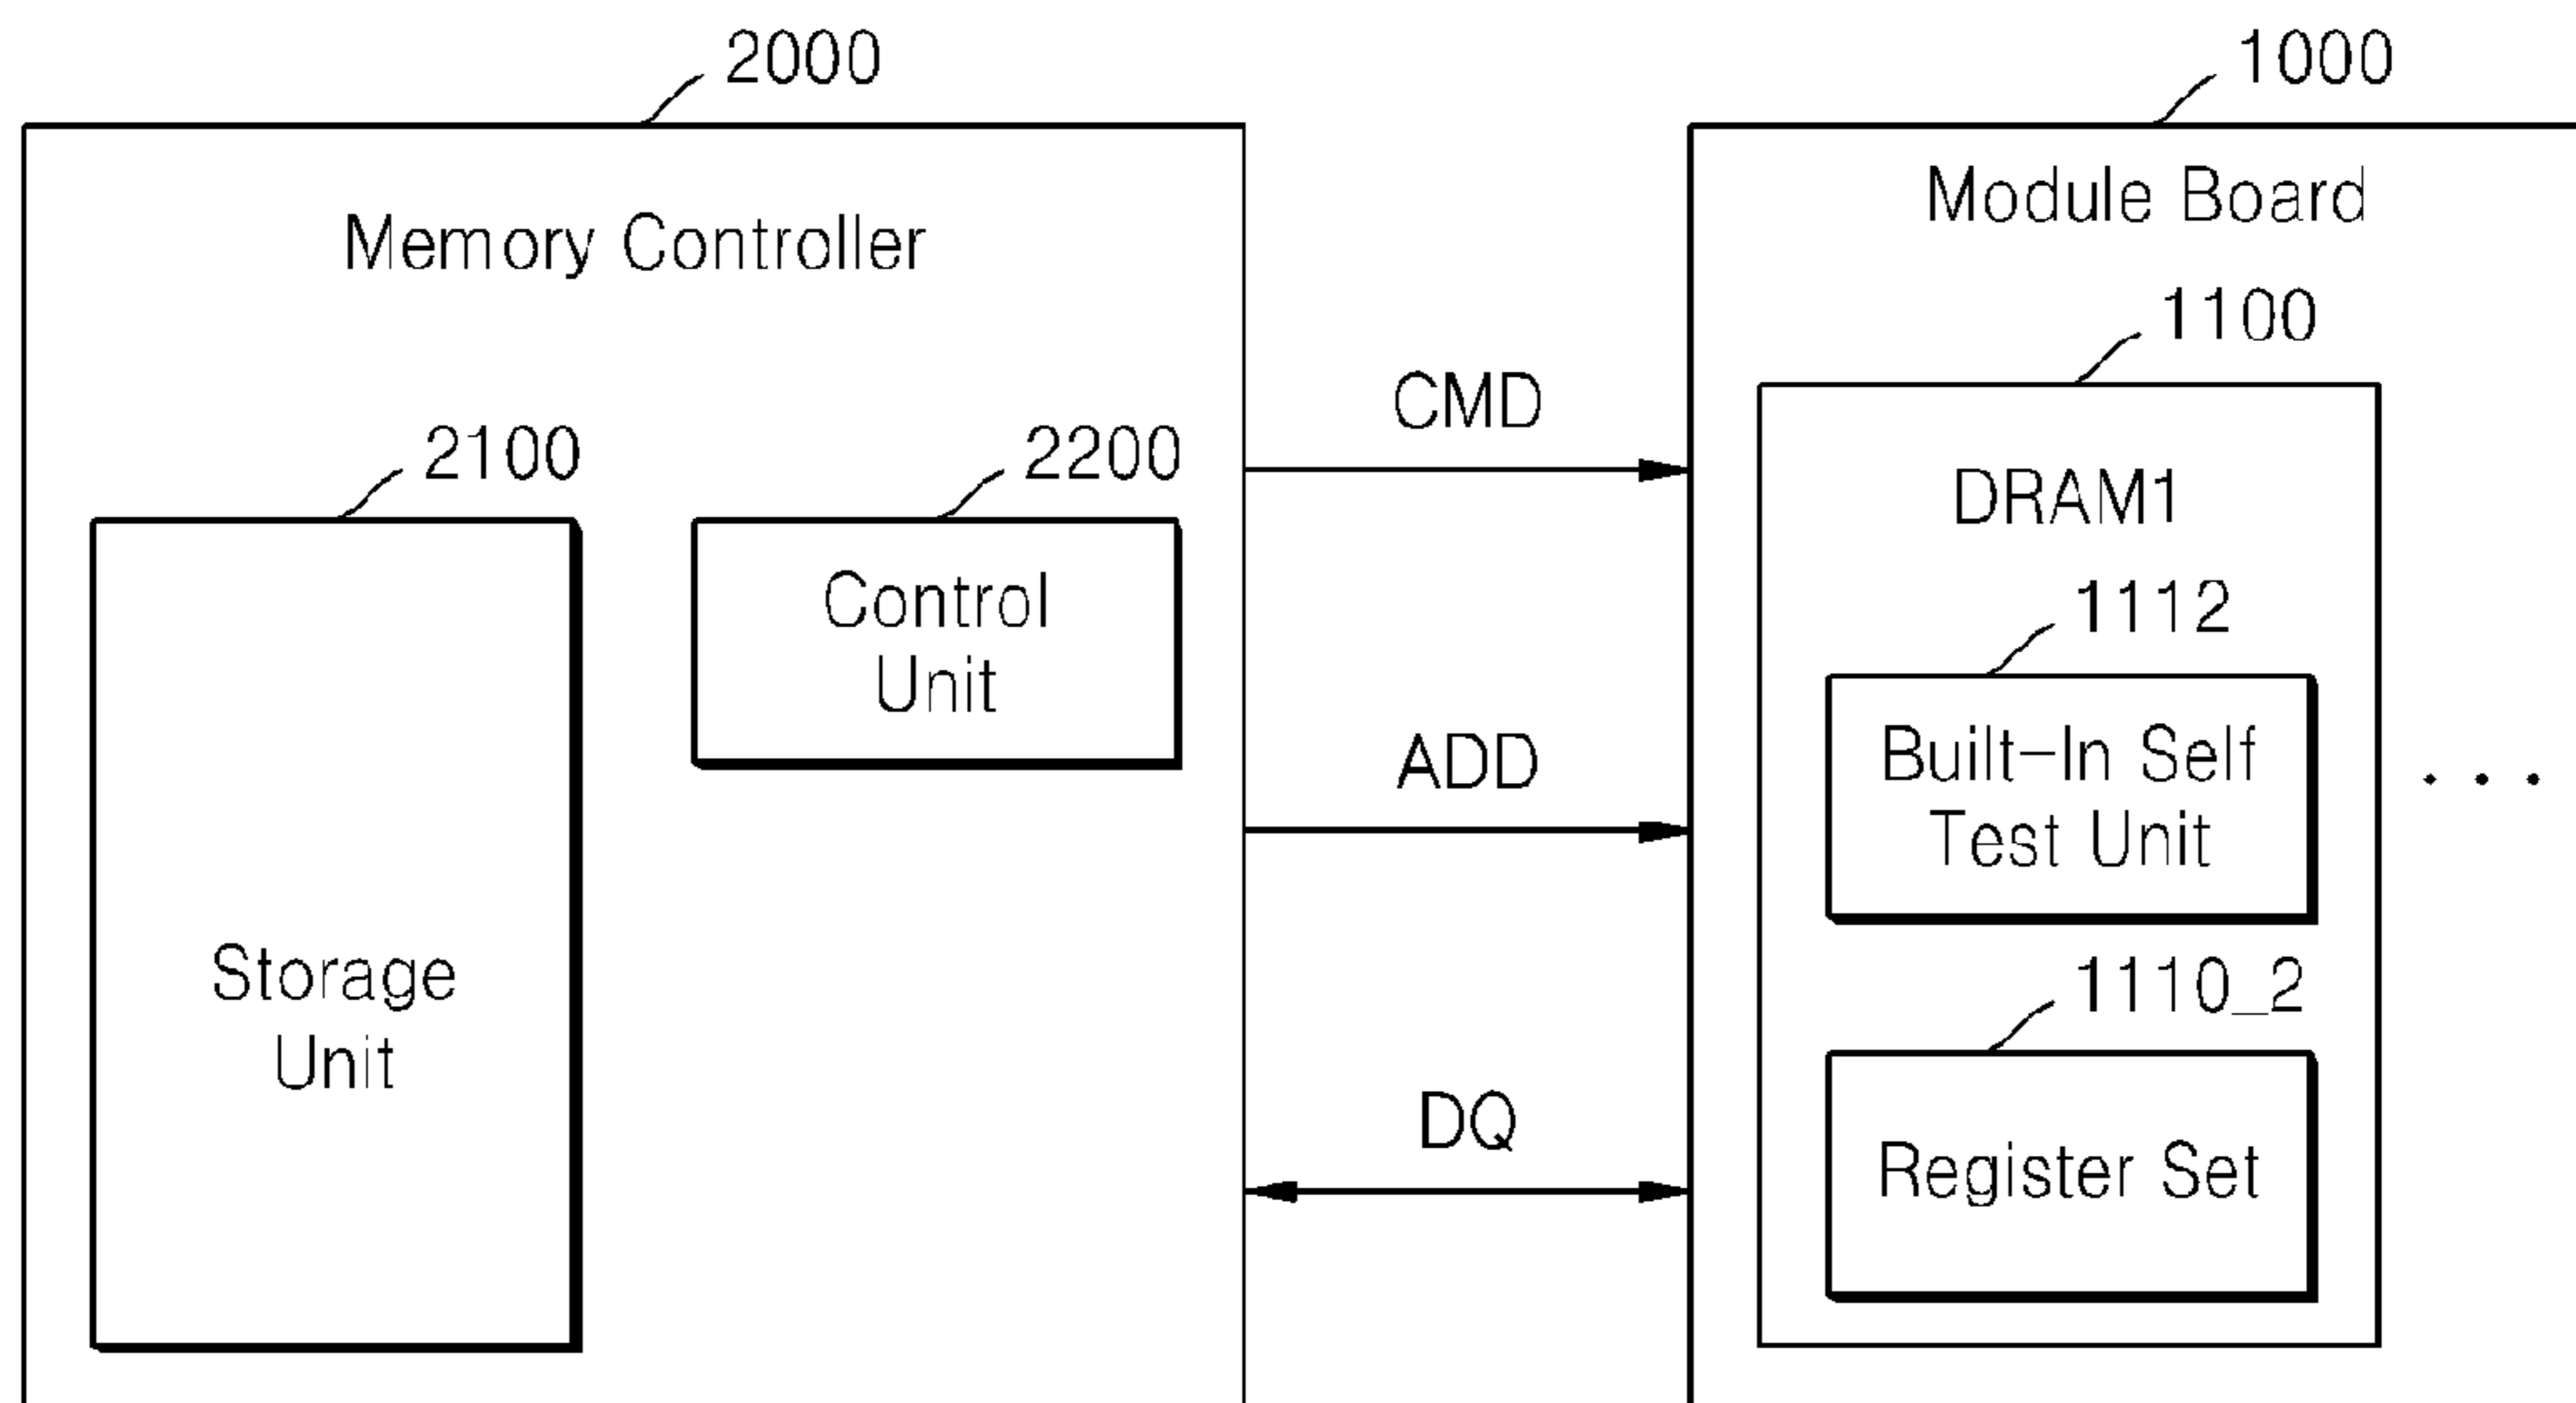 2000
Memory Controller
2100
Storage
Unit
2200
Control
Unit
CMD
ADD
DQ
1000
Module Board
1100
DRAM1
1112
Built-In Self
Test Unit
1110_2
Register Set
...